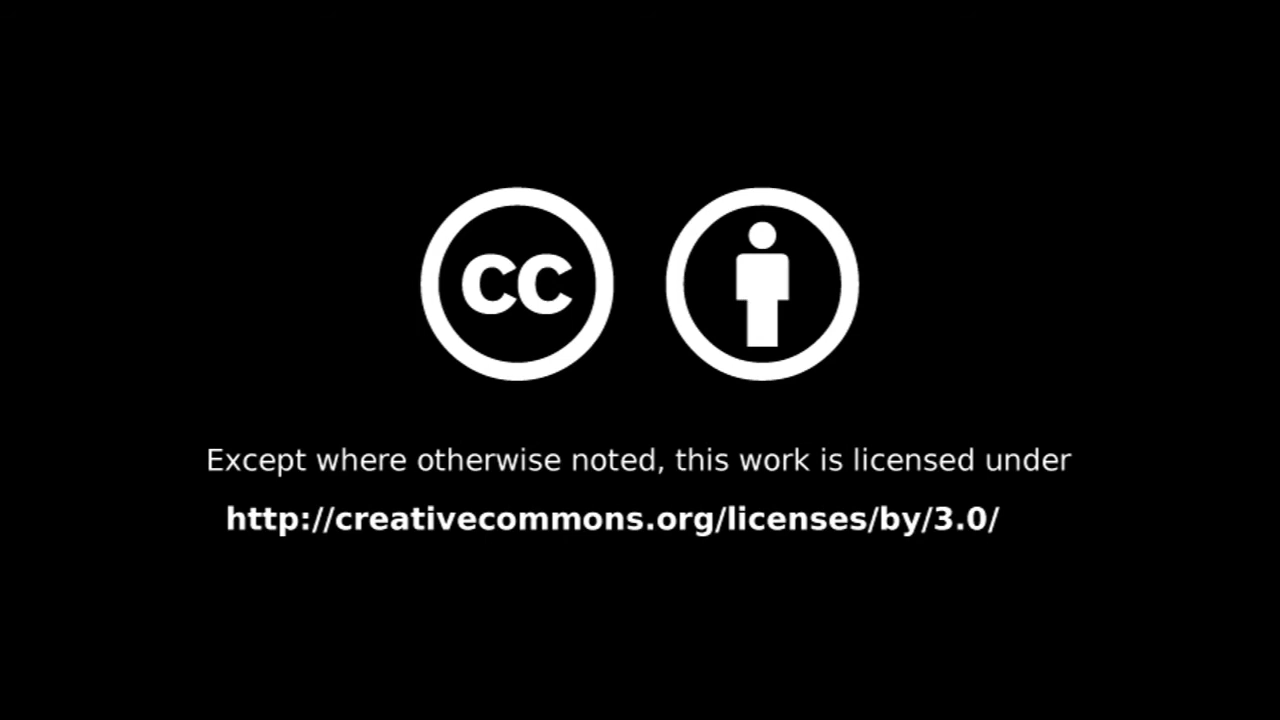 cc
Except where otherwise noted, this work is licensed under
http://creativecommons.org/licenses/by/3.0/